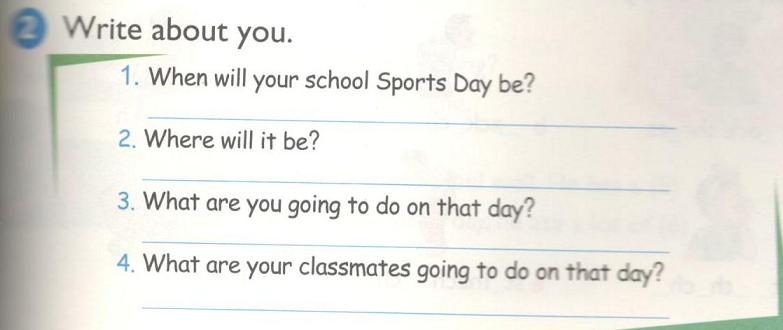 2 Write about you.
1. When will your school Sports Day be?
2. Where will it be?
3. What are you going to do on that day?
4. What are your classmates going to do on that day?